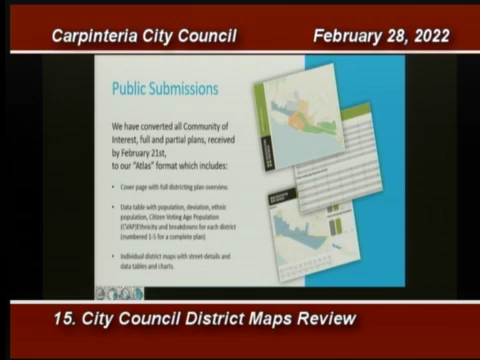 Carpinteria City Council February 28, 2022
Public Submissions
We have converted all Community of
Interest, full and partial plans, received
by February 21st,
to our "Atlas" format which includes:
• Cover page with full districting plan overview.
• Data table with population, deviation, ethnic
population, Citizen Voting Age Population
(CVAP)Ethnicity and breakdowns for each district
(numbered 1-5 for a complete plan)
• Individual district maps with street-details and
data tables and charts.
15. City Council District Maps Review